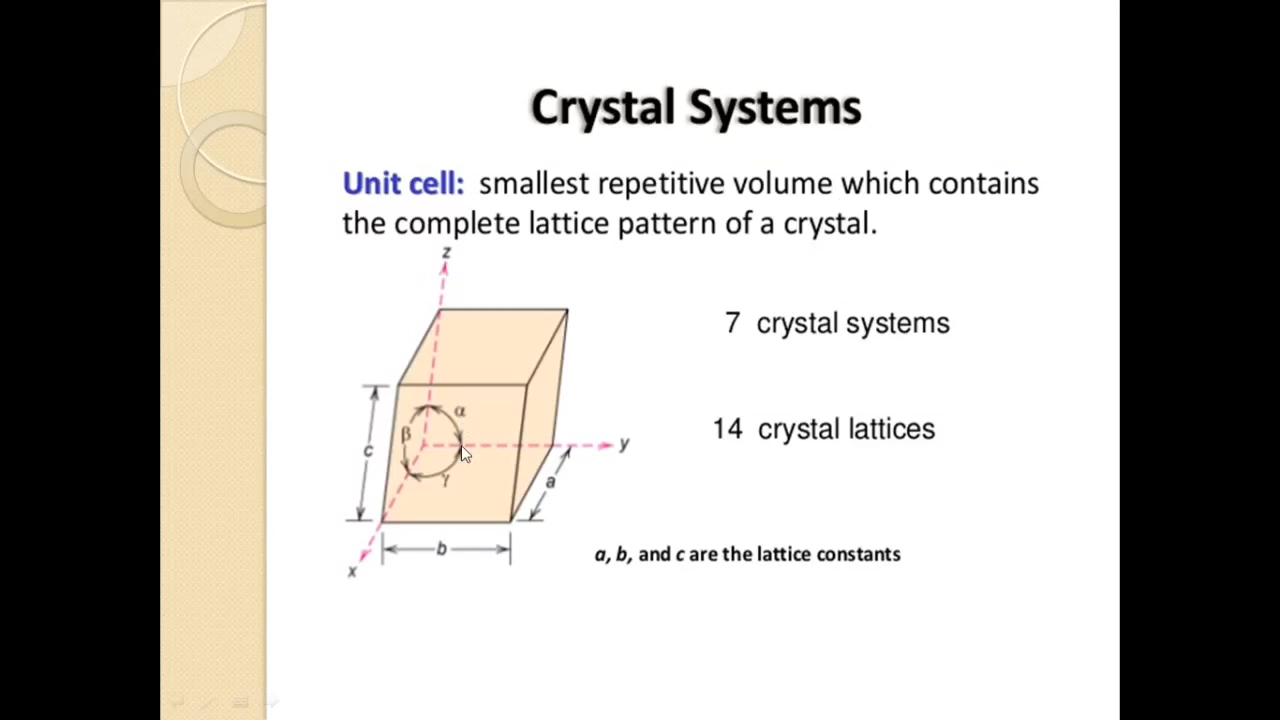 Crystal Systems
Unit cell: smallest repetitive volume which contains
the complete lattice pattern of a crystal.
z
7 crystal systems
α
β
14 crystal lattices
y
c
γ
a
b
a, b, and c are the lattice constants
x